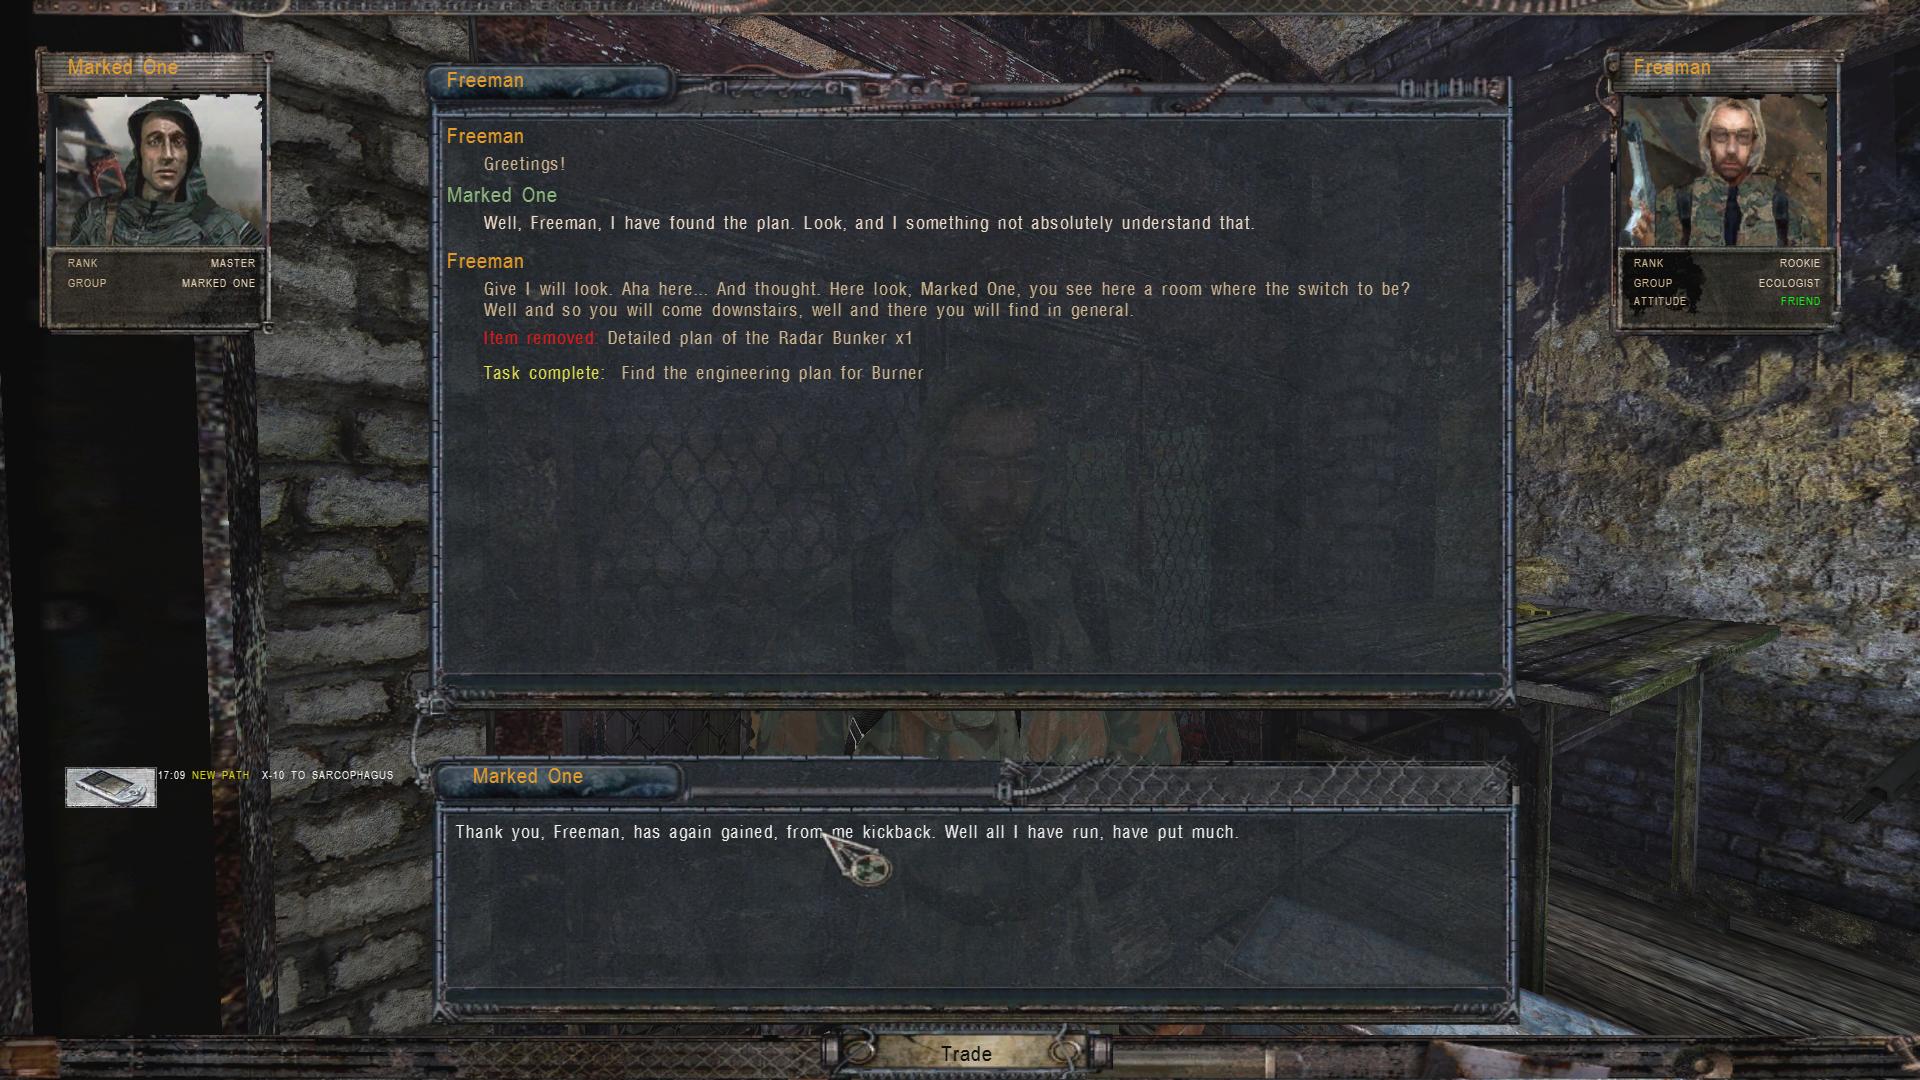 Marked One
RANK MASTER
GROUP MARKED ONE
Freeman
Freeman
Greetings!
Marked One
Well, Freeman, I have found the plan. Look, and I something not absolutely understand that.
Freeman
Give I will look. Aha here... And thought. Here look, Marked One, you see here a room where the switch to be?
Well and so you will come downstairs, well and there you will find in general.
Item removed: Detailed plan of the Radar Bunker x1
Task complete: Find the engineering plan for Burner
Freeman
RANK ROOKIE
GROUP ECOLOGIST
ATTITUDE FRIEND
17:09 NEW PATH X-10 TO SARCOPHAGUS
Marked One
Thank you, Freeman, has again gained, from me kickback. Well all I have run, have put much.
Trade